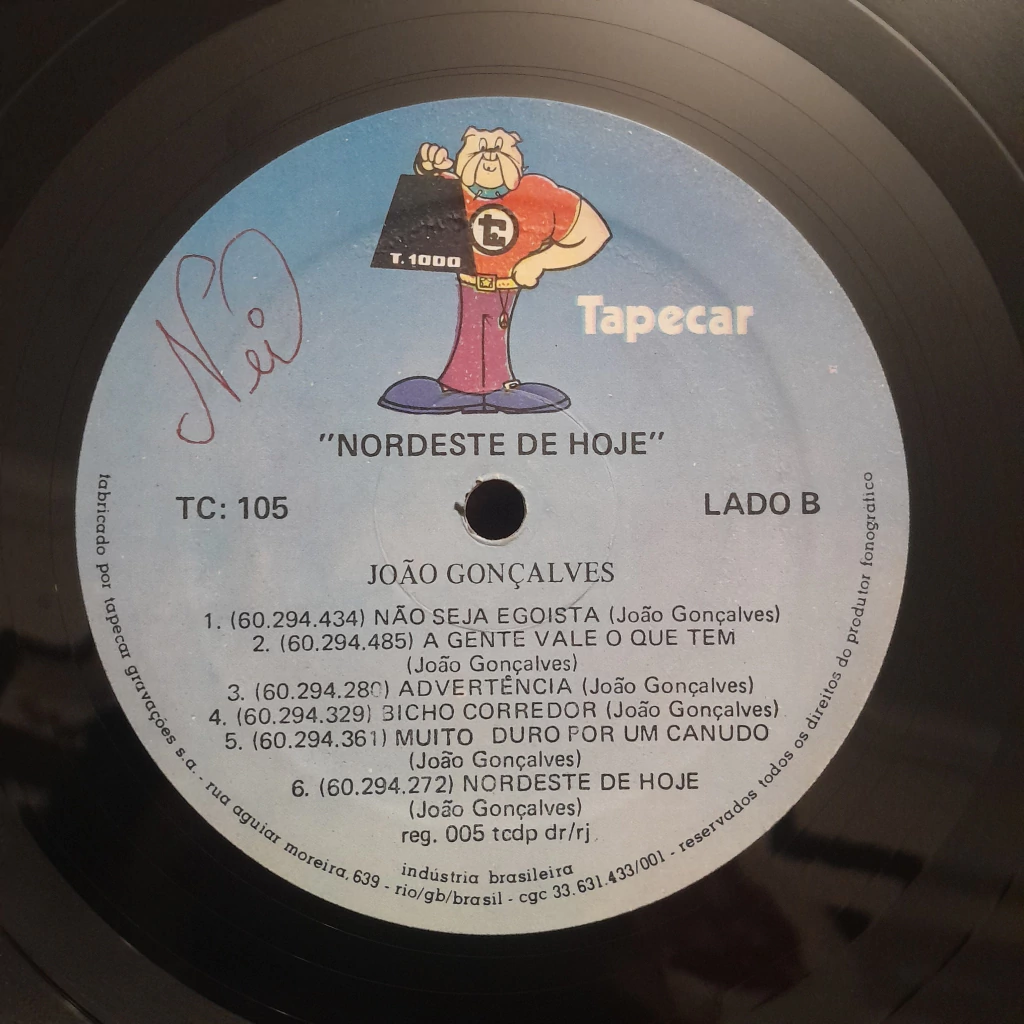 T.1000
tc
Nei
Tapecar
"NORDESTE DE HOJE"
TC: 105
LADO B
JOÃO GONÇALVES
1. (60.294.434) NÃO SEJA EGOISTA (João Gonçalves)
2. (60.294.485) A GENTE VALE O QUE TEM
(João Gonçalves)
3. (60.294.280) ADVERTÊNCIA (João Gonçalves)
4. (60.294.329) BICHO CORREDOR (João Gonçalves)
5. (60.294.361) MUITO DURO POR UM CANUDO
(João Gonçalves)
6. (60.294.272) NORDESTE DE HOJE
(João Gonçalves)
reg. 005 tcdp dr/rj.
indústria brasileira
fabricado por tapecar gravações s.a. - rua aguiar moreira, 639 - rio/gb/brasil - cgc 33.631.433/001 - reservados todos os direitos do produtor fonográfico